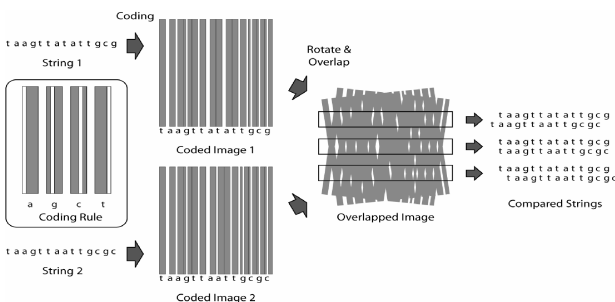 Coding
t a a g t t a t a t t g c g
String 1
a g c t
Coding Rule
t a a g t t a a t t g c g c
String 2
t a a g t t a t a t t g c g
Coded Image 1
t a a g t t a a t t g c g c
Coded Image 2
Rotate &
Overlap
Overlapped Image
t a a g t t a t a t t g c g
t a a g t t a a t t g c g c
t a a g t t a t a t t g c g
t a a g t t a a t t g c g c
t a a g t t a t a t t g c g
t a a g t t a a t t g c g c
Compared Strings